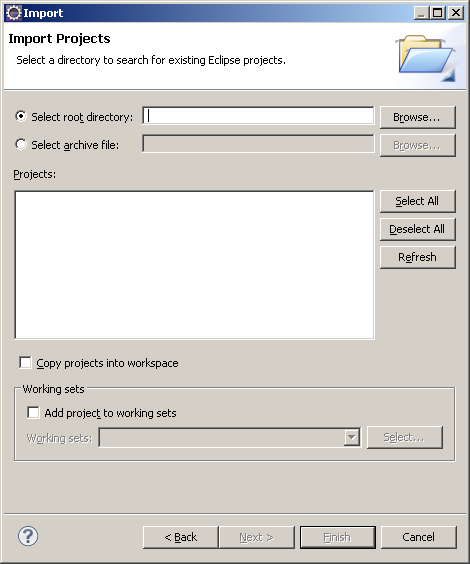 Import
Import Projects
Select a directory to search for existing Eclipse projects.
Select root directory: Browse...
Select archive file: Browse...
Projects:
Select All
Deselect All
Refresh
Copy projects into workspace
Working sets
Add project to working sets
Working sets: Select...
? < Back Next > Finish Cancel